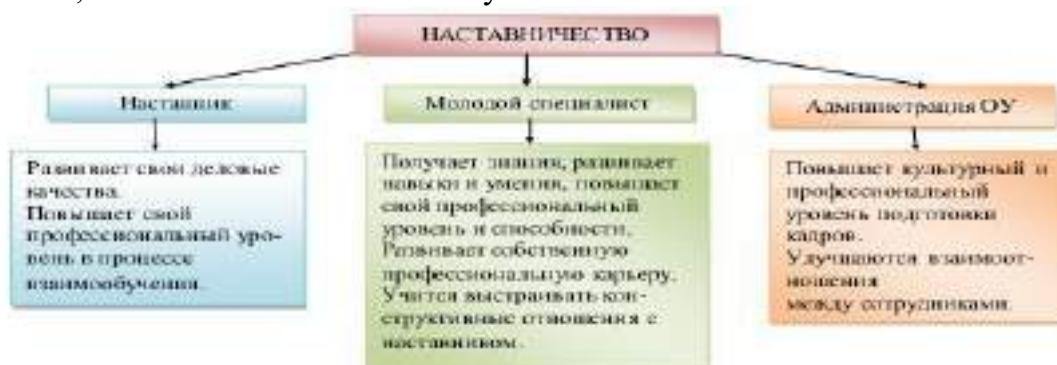 НАСТАВНИЧЕСТВО
Наставник
Развивает свои деловые
качества.
Повышает свой
профессиональный уро-
вень в процессе
взаимообучения.
Молодой специалист
Получает знания, развивает
навыки и умения, повышает
свой профессиональный
уровень и способности.
Развивает собственную
профессиональную карьеру.
Учится выстраивать кон-
структивные отношения с
наставником.
Администрация ОУ
Повышает культурный и
профессиональный
уровень подготовки
кадров.
Улучшаются взаимоот-
ношения
между сотрудниками.